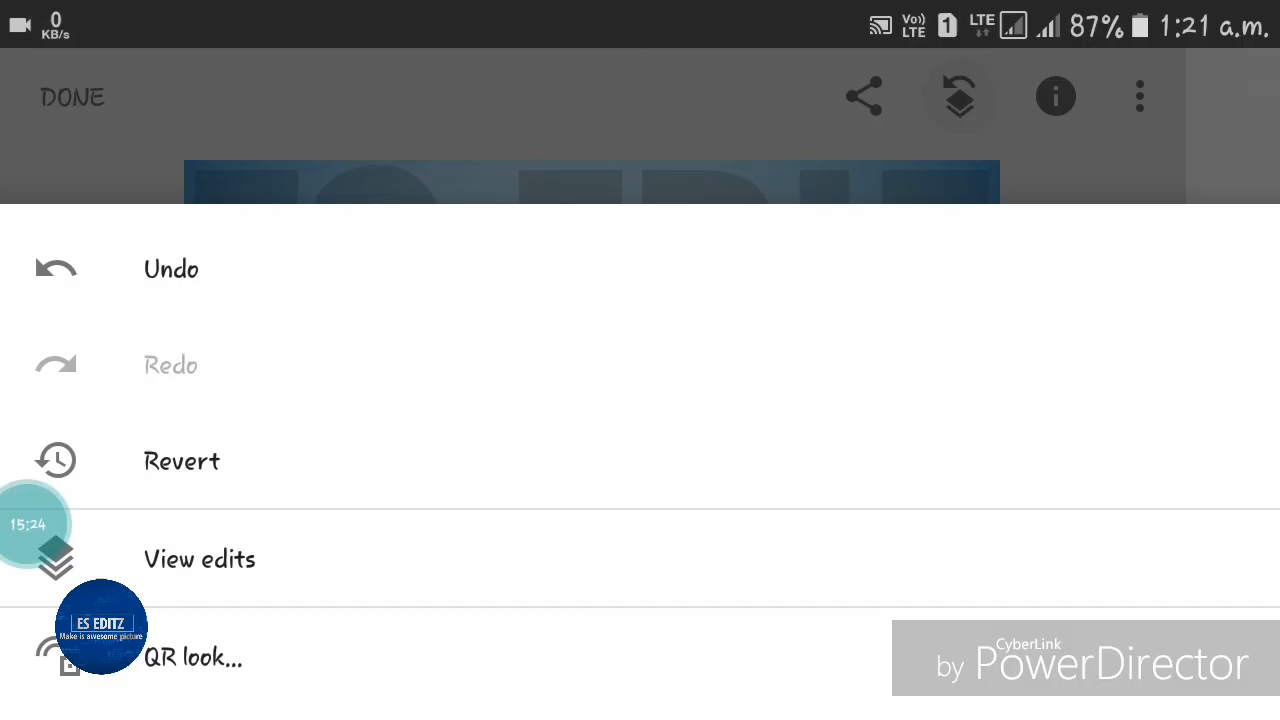 0
KB/s
Vo))
LTE
1
LTE
87%
1:21 a.m.
DONE
Undo
Redo
Revert
15:24
View edits
ES EDITZ
Make is awesome picture
QR look...
CyberLink
by PowerDirector